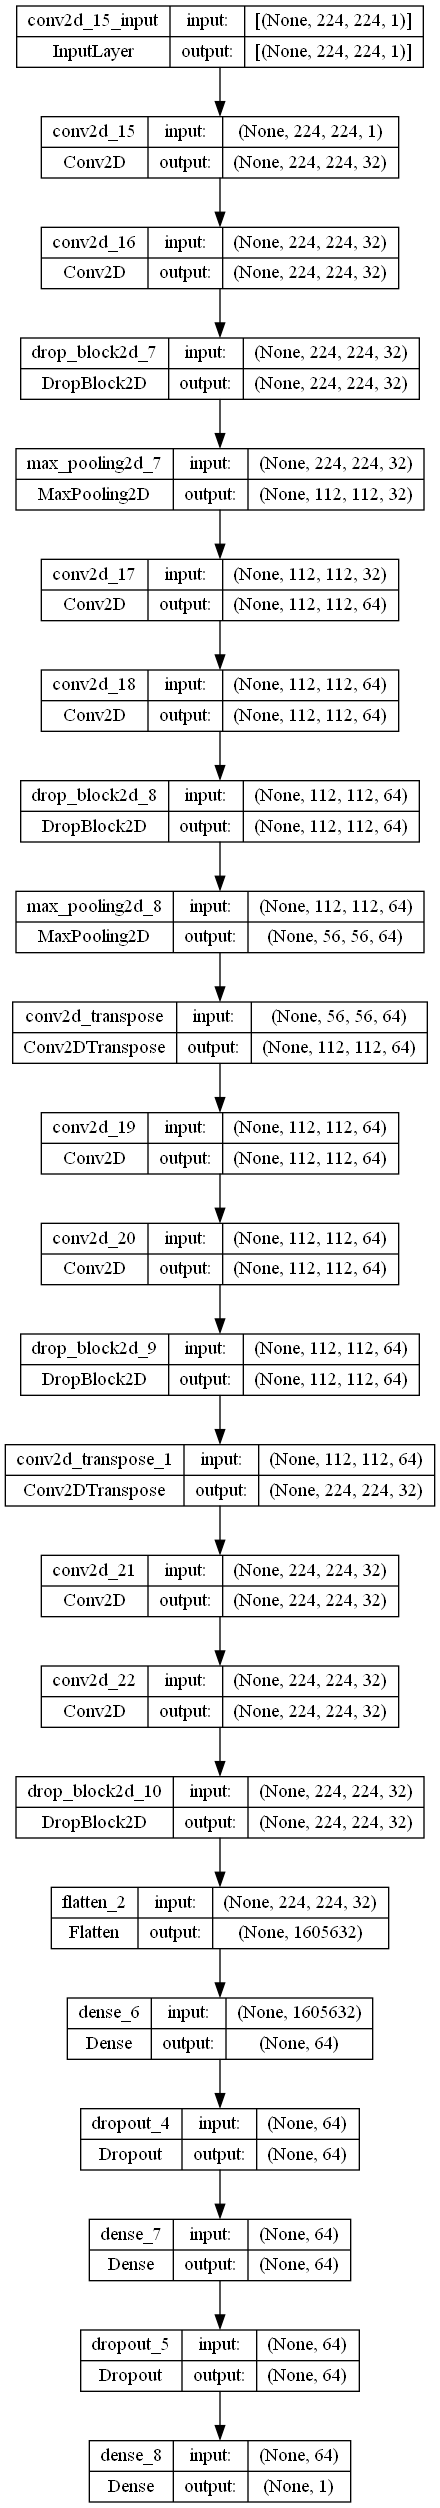 conv2d_15_input input: [(None, 224, 224, 1)]
InputLayer output: [(None, 224, 224, 1)]
conv2d_15 input: (None, 224, 224, 1)
Conv2D output: (None, 224, 224, 32)
conv2d_16 input: (None, 224, 224, 32)
Conv2D output: (None, 224, 224, 32)
drop_block2d_7 input: (None, 224, 224, 32)
DropBlock2D output: (None, 224, 224, 32)
max_pooling2d_7 input: (None, 224, 224, 32)
MaxPooling2D output: (None, 112, 112, 32)
conv2d_17 input: (None, 112, 112, 32)
Conv2D output: (None, 112, 112, 64)
conv2d_18 input: (None, 112, 112, 64)
Conv2D output: (None, 112, 112, 64)
drop_block2d_8 input: (None, 112, 112, 64)
DropBlock2D output: (None, 112, 112, 64)
max_pooling2d_8 input: (None, 112, 112, 64)
MaxPooling2D output: (None, 56, 56, 64)
conv2d_transpose input: (None, 56, 56, 64)
Conv2DTranspose output: (None, 112, 112, 64)
conv2d_19 input: (None, 112, 112, 64)
Conv2D output: (None, 112, 112, 64)
conv2d_20 input: (None, 112, 112, 64)
Conv2D output: (None, 112, 112, 64)
drop_block2d_9 input: (None, 112, 112, 64)
DropBlock2D output: (None, 112, 112, 64)
conv2d_transpose_1 input: (None, 112, 112, 64)
Conv2DTranspose output: (None, 224, 224, 32)
conv2d_21 input: (None, 224, 224, 32)
Conv2D output: (None, 224, 224, 32)
conv2d_22 input: (None, 224, 224, 32)
Conv2D output: (None, 224, 224, 32)
drop_block2d_10 input: (None, 224, 224, 32)
DropBlock2D output: (None, 224, 224, 32)
flatten_2 input: (None, 224, 224, 32)
Flatten output: (None, 1605632)
dense_6 input: (None, 1605632)
Dense output: (None, 64)
dropout_4 input: (None, 64)
Dropout output: (None, 64)
dense_7 input: (None, 64)
Dense output: (None, 64)
dropout_5 input: (None, 64)
Dropout output: (None, 64)
dense_8 input: (None, 64)
Dense output: (None, 1)